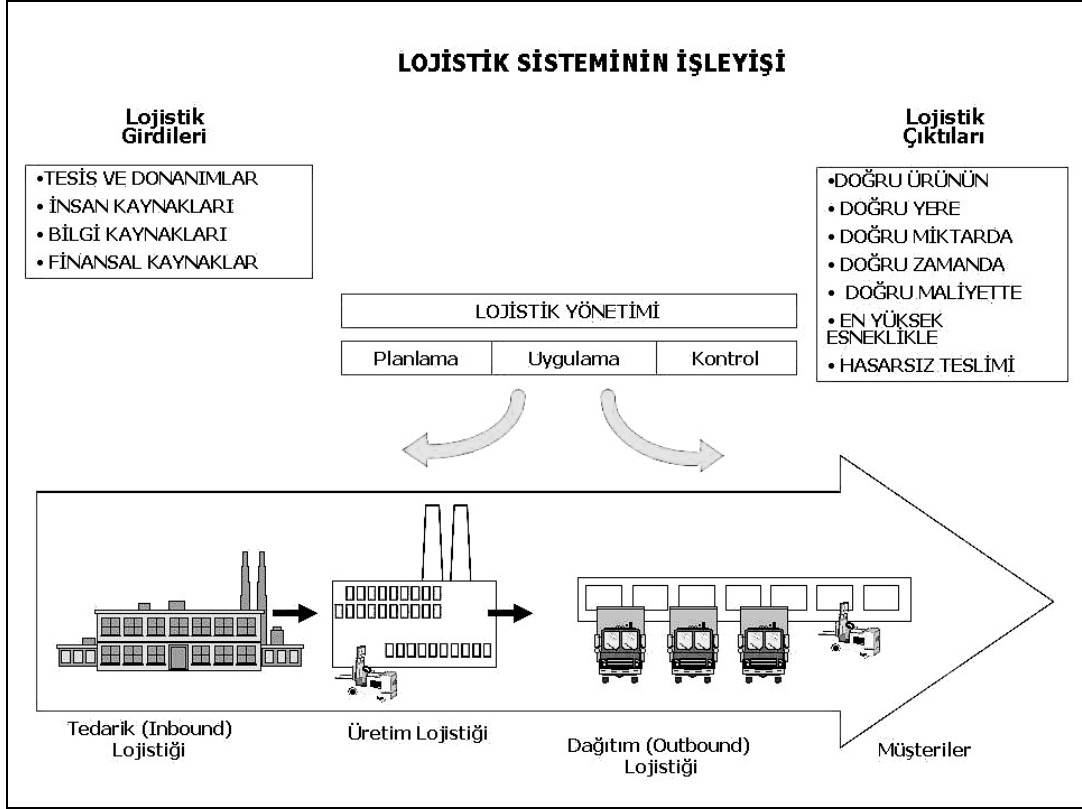 LOJİSTİK SİSTEMİNİN İŞLEYİŞİ
Lojistik
Girdileri
•TESİS VE DONANIMLAR
• İNSAN KAYNAKLARI
• BİLGİ KAYNAKLARI
• FİNANSAL KAYNAKLAR
Lojistik
Çıktıları
•DOĞRU ÜRÜNÜN
• DOĞRU YERE
• DOĞRU MİKTARDA
• DOĞRU ZAMANDA
• DOĞRU MALİYETTE
• EN YÜKSEK
ESNEKLİKLE
• HASARSIZ TESLİMİ
LOJİSTİK YÖNETİMİ
Planlama Uygulama Kontrol
Tedarik (Inbound)
Lojistiği
Üretim Lojistiği
Dağıtım (Outbound)
Lojistiği
Müşteriler